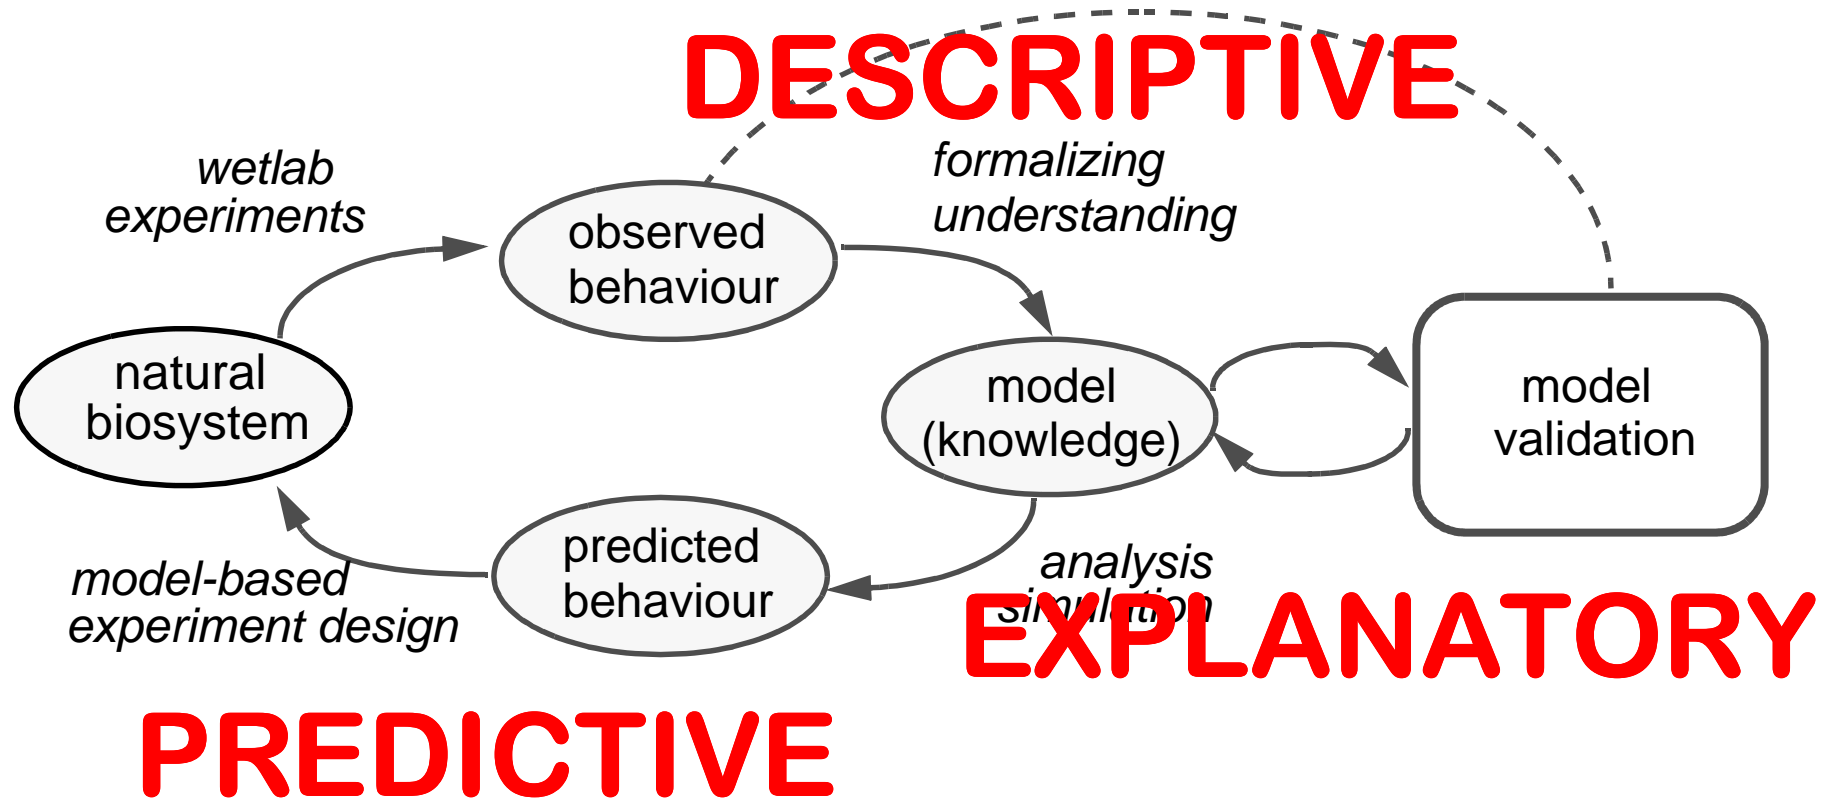 DESCRIPTIVE
wetlab
experiments
formalizing
understanding
observed
behaviour
natural
biosystem
model
(knowledge)
model
validation
predicted
behaviour
model-based
experiment design
analysis
simulation
EXPLANATORY
PREDICTIVE